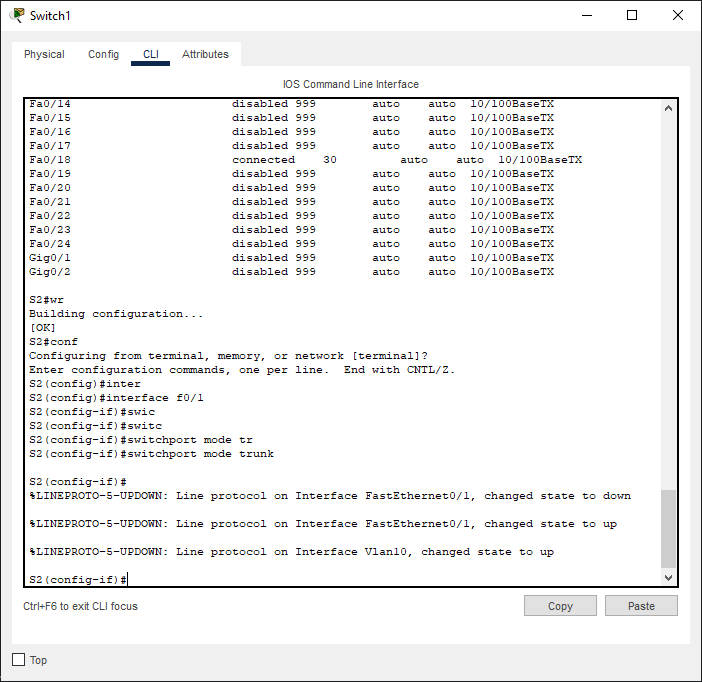 Switch1
Physical Config CLI Attributes
IOS Command Line Interface
Fa0/14 disabled 999 auto auto 10/100BaseTX
Fa0/15 disabled 999 auto auto 10/100BaseTX
Fa0/16 disabled 999 auto auto 10/100BaseTX
Fa0/17 disabled 999 auto auto 10/100BaseTX
Fa0/18 connected 30 auto auto 10/100BaseTX
Fa0/19 disabled 999 auto auto 10/100BaseTX
Fa0/20 disabled 999 auto auto 10/100BaseTX
Fa0/21 disabled 999 auto auto 10/100BaseTX
Fa0/22 disabled 999 auto auto 10/100BaseTX
Fa0/23 disabled 999 auto auto 10/100BaseTX
Fa0/24 disabled 999 auto auto 10/100BaseTX
Gig0/1 disabled 999 auto auto 10/100BaseTX
Gig0/2 disabled 999 auto auto 10/100BaseTX
S2#wr
Building configuration...
[OK]
S2#conf
Configuring from terminal, memory, or network [terminal]?
Enter configuration commands, one per line.  End with CNTL/Z.
S2(config)#inter
S2(config)#interface f0/1
S2(config-if)#swic
S2(config-if)#switc
S2(config-if)#switchport mode tr
S2(config-if)#switchport mode trunk
S2(config-if)#
%LINEPROTO-5-UPDOWN: Line protocol on Interface FastEthernet0/1, changed state to down
%LINEPROTO-5-UPDOWN: Line protocol on Interface FastEthernet0/1, changed state to up
%LINEPROTO-5-UPDOWN: Line protocol on Interface Vlan10, changed state to up
S2(config-if)#
Ctrl+F6 to exit CLI focus
Copy Paste
Top